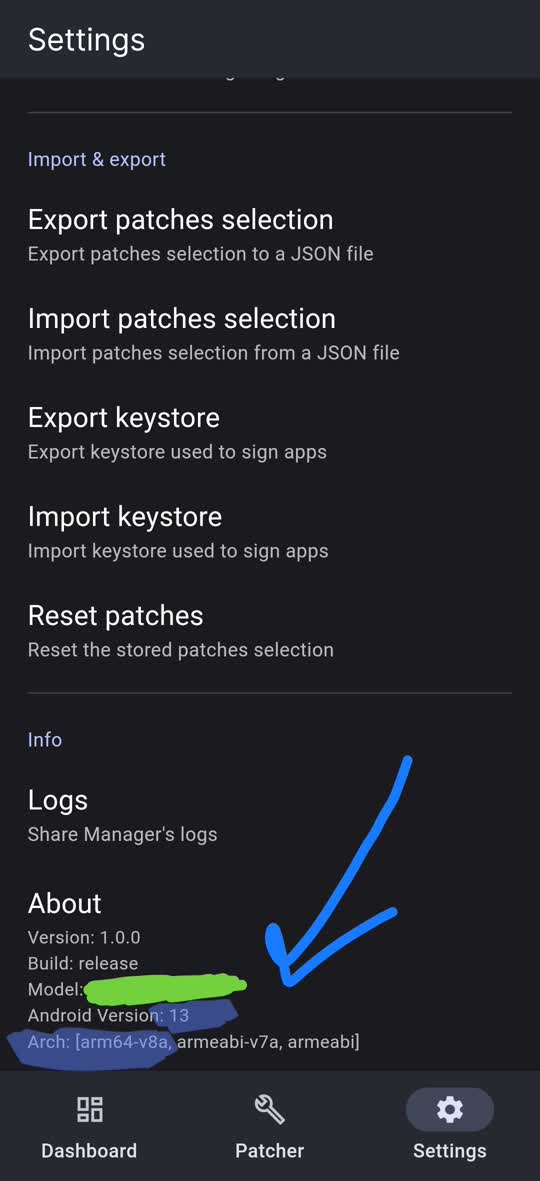 Settings
Import & export
Export patches selection
Export patches selection to a JSON file
Import patches selection
Import patches selection from a JSON file
Export keystore
Export keystore used to sign apps
Import keystore
Import keystore used to sign apps
Reset patches
Reset the stored patches selection
Info
Logs
Share Manager's logs
About
Version: 1.0.0
Build: release
Model:
Android Version: 13
Arch: [arm64-v8a, armeabi-v7a, armeabi]
Dashboard
Patcher
Settings